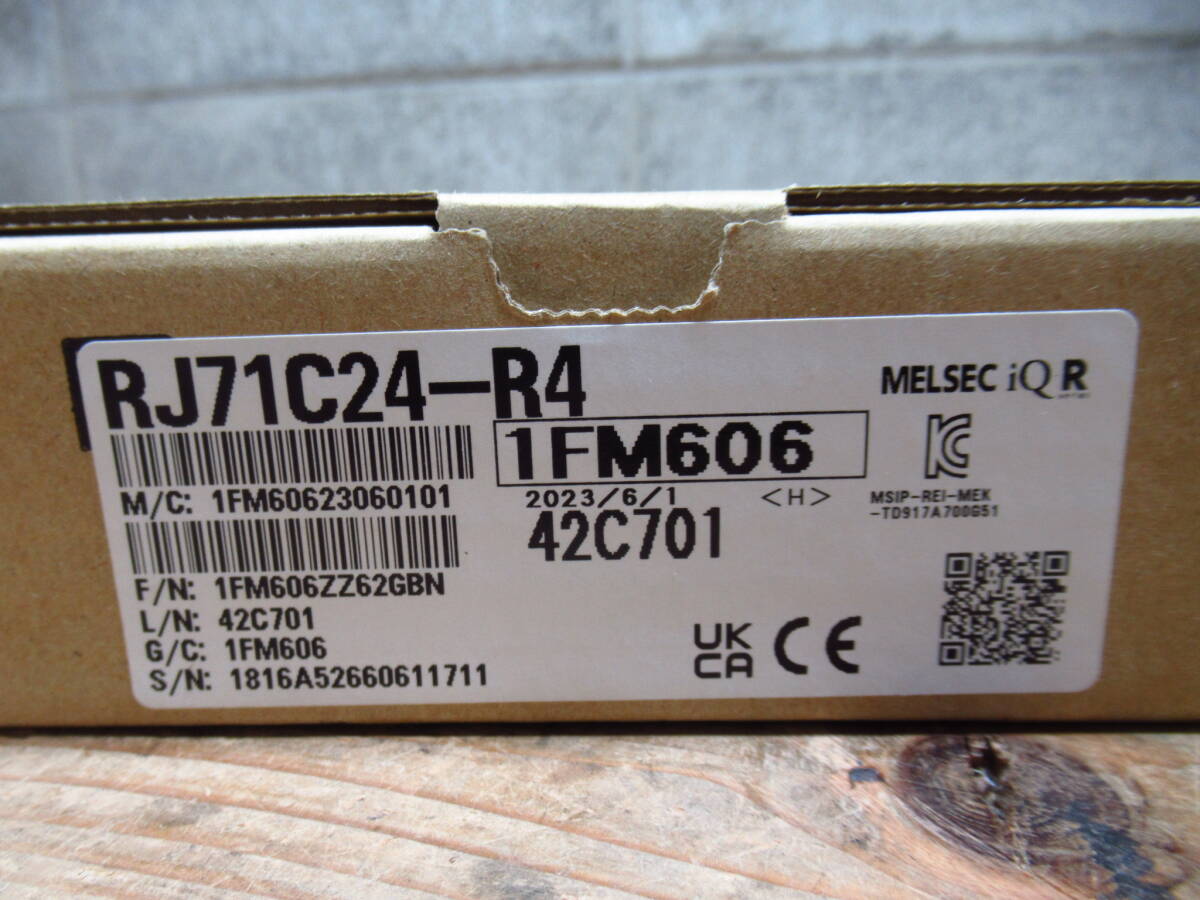 RJ71C24-R4
MELSEC iQ R
1FM606
M/C: 1FM60623060101
2023/6/1 <H>
MSIP-REI-MEK
-TD917A700G51
42C701
F/N: 1FM606ZZ62GBN
L/N: 42C701
G/C: 1FM606
S/N: 1816A52660611711
UK
CA
CE